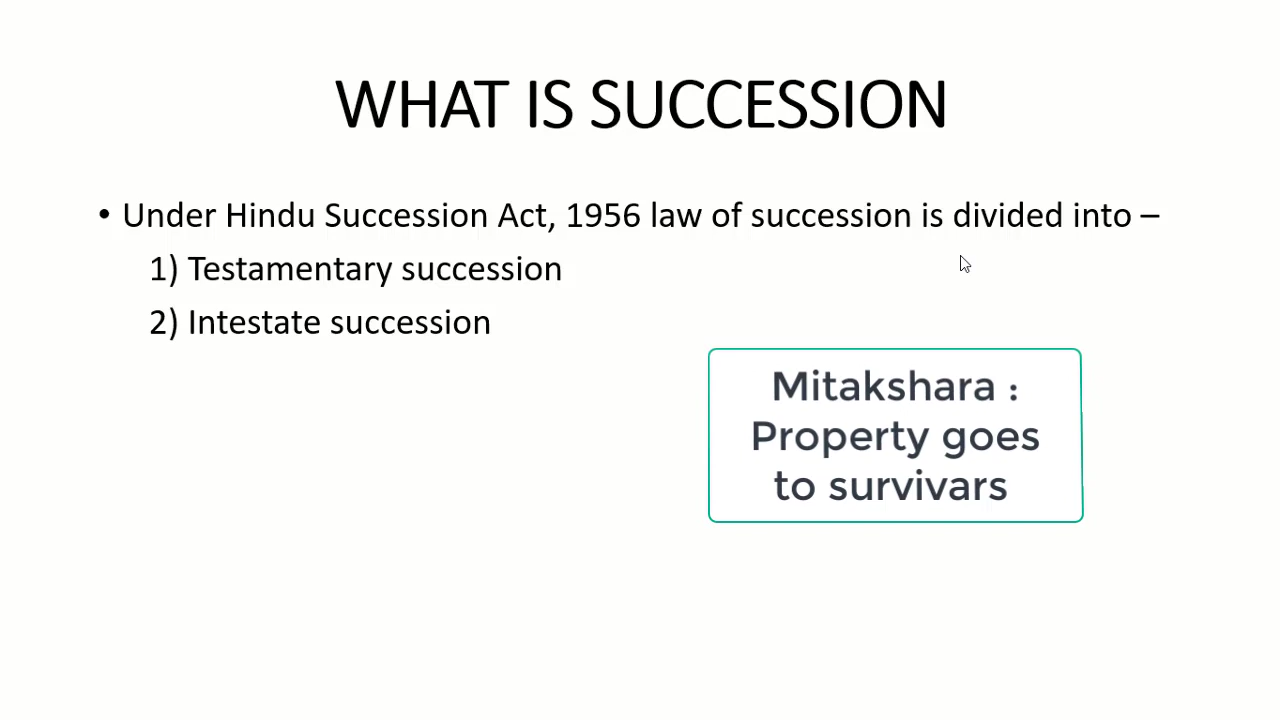 WHAT IS SUCCESSION
• Under Hindu Succession Act, 1956 law of succession is divided into –
1) Testamentary succession
2) Intestate succession
Mitakshara :
Property goes
to survivars